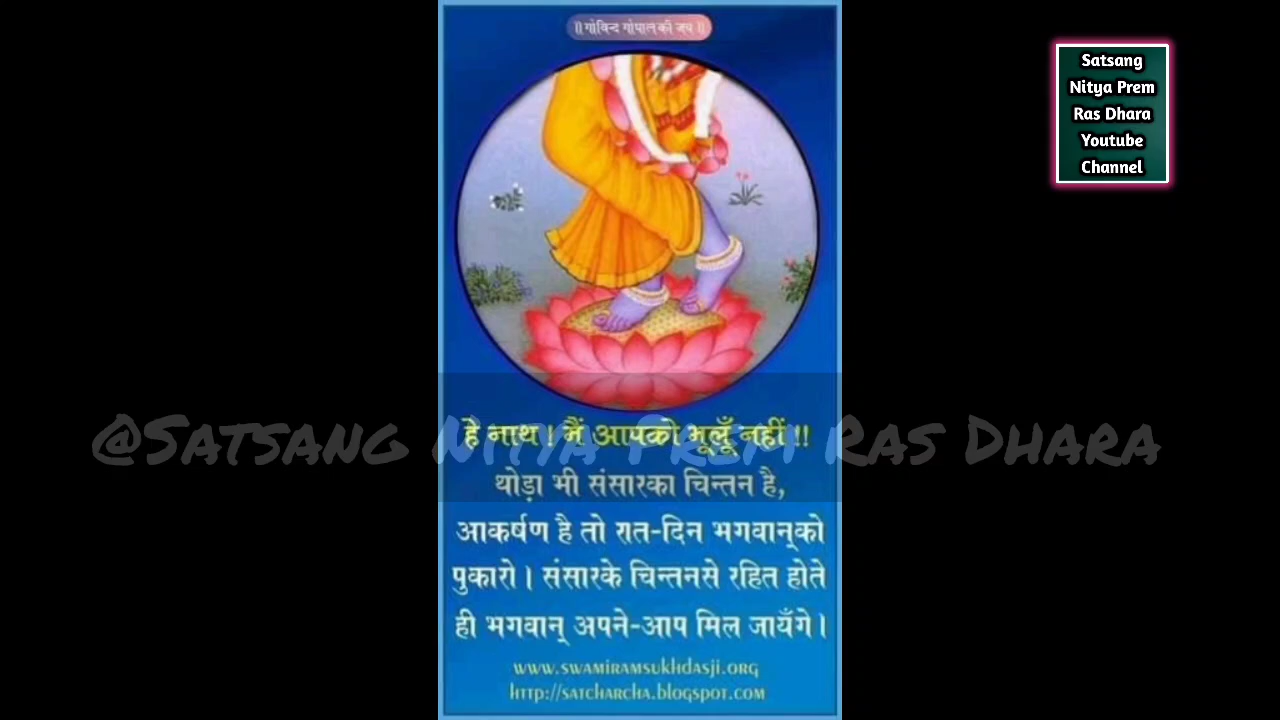 ॥ गोविन्द गोपाल की जय ॥
Satsang
Nitya Prem
Ras Dhara
Youtube
Channel
हे नाथ ! मैं आपको भूलूँ नहीं !!
@Satsang Nitya Prem Ras Dhara
थोड़ा भी संसारका चिन्तन है,
आकर्षण है तो रात-दिन भगवान्‌को
पुकारो। संसारके चिन्तनसे रहित होते
ही भगवान् अपने-आप मिल जायँगे।
www.swamiramsukhdasji.org
http://satcharcha.blogspot.com